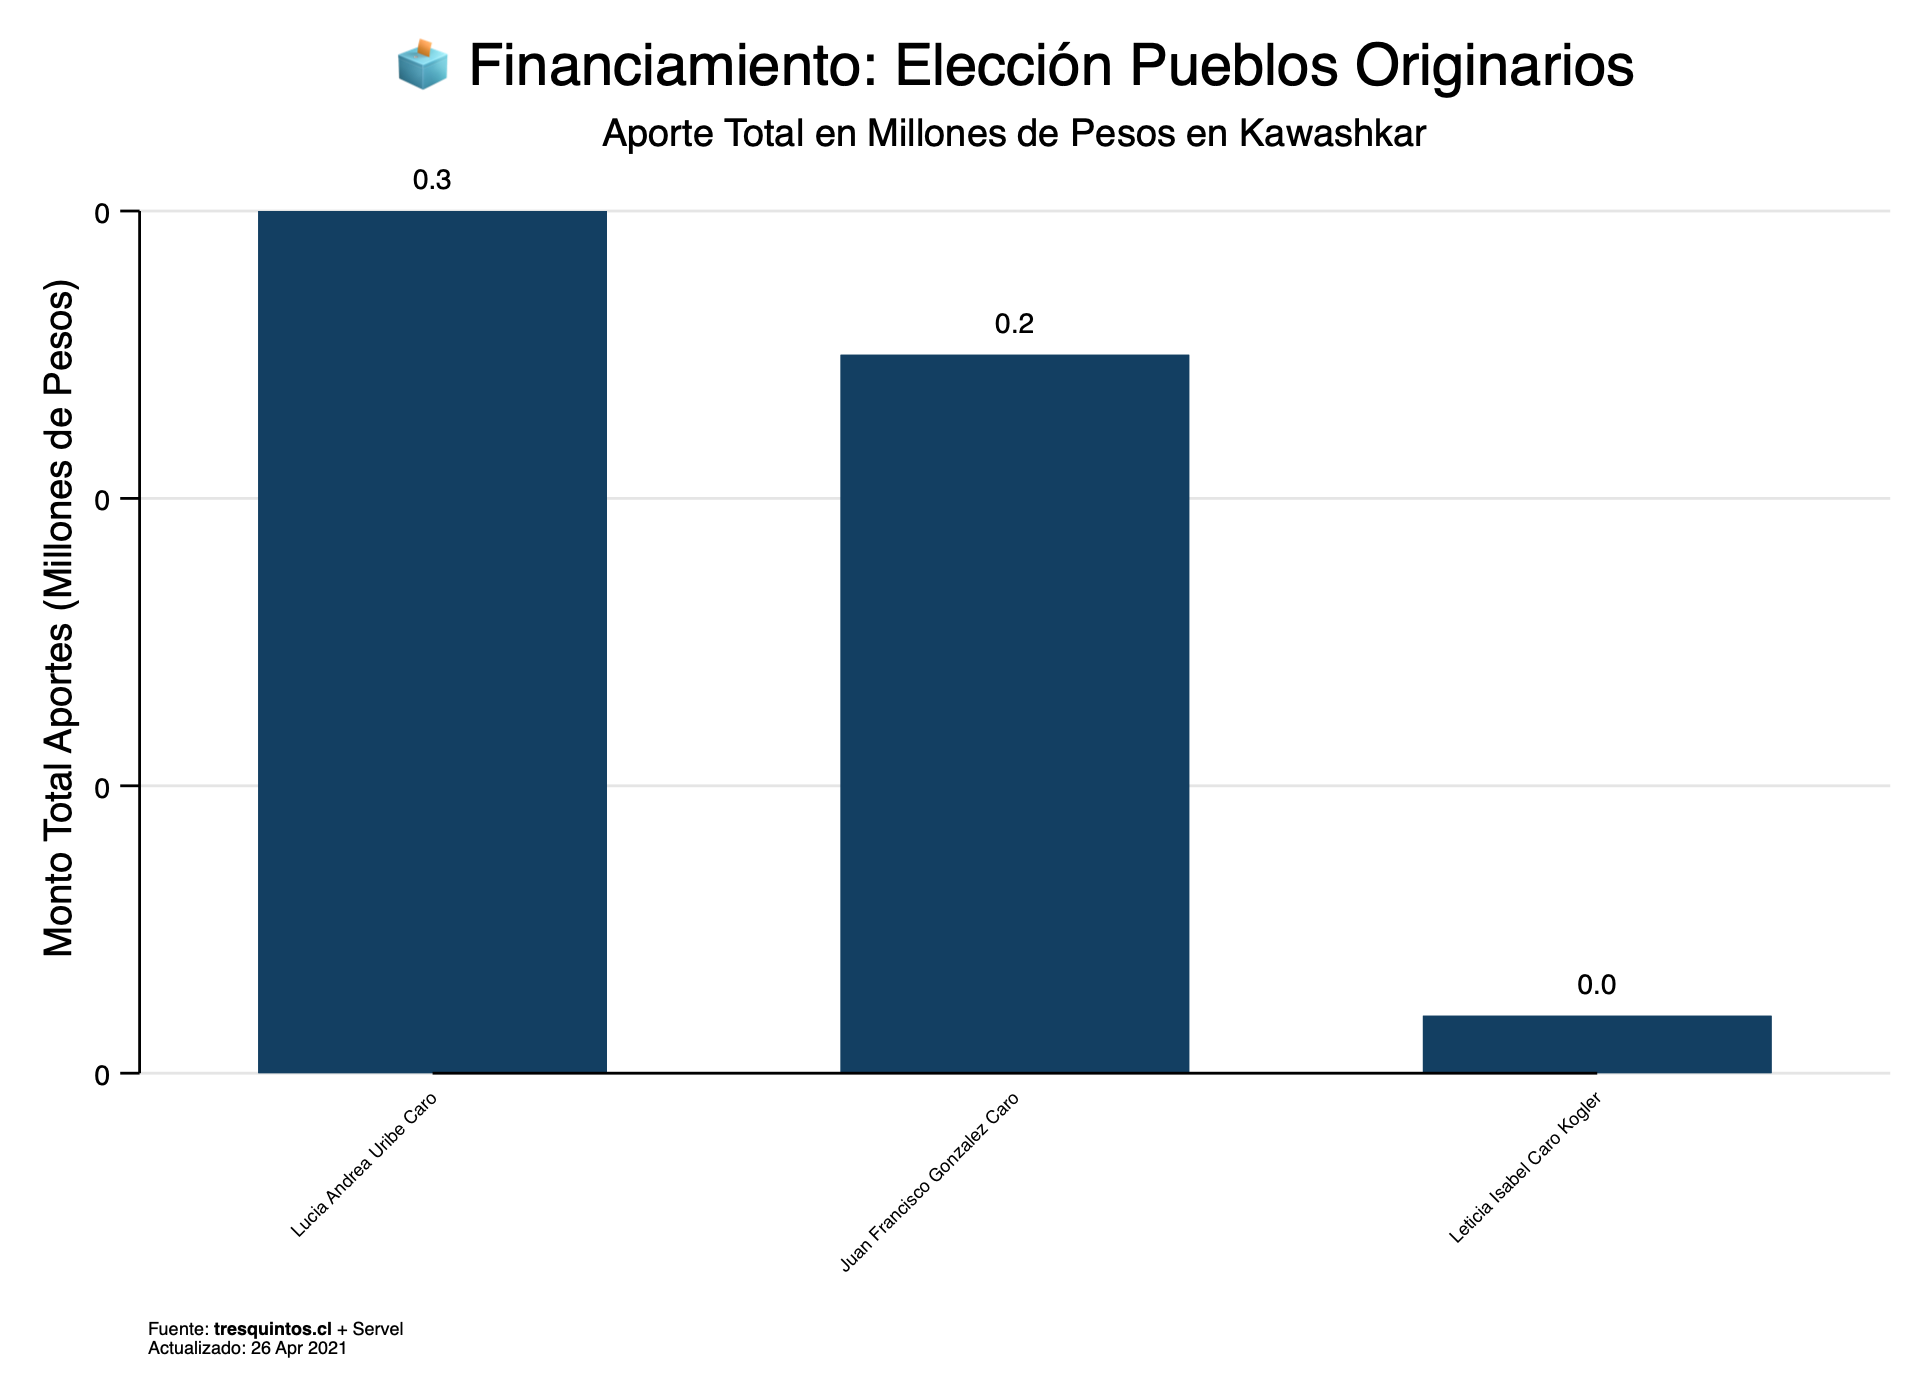 Financiamiento: Elección Pueblos Originarios
Aporte Total en Millones de Pesos en Kawashkar
Monto Total Aportes (Millones de Pesos)
0
0
0
0
0.3
0.2
0.0
Lucia Andrea Uribe Caro
Juan Francisco Gonzalez Caro
Leticia Isabel Caro Kogler
Fuente: tresquintos.cl + Servel
Actualizado: 26 Apr 2021